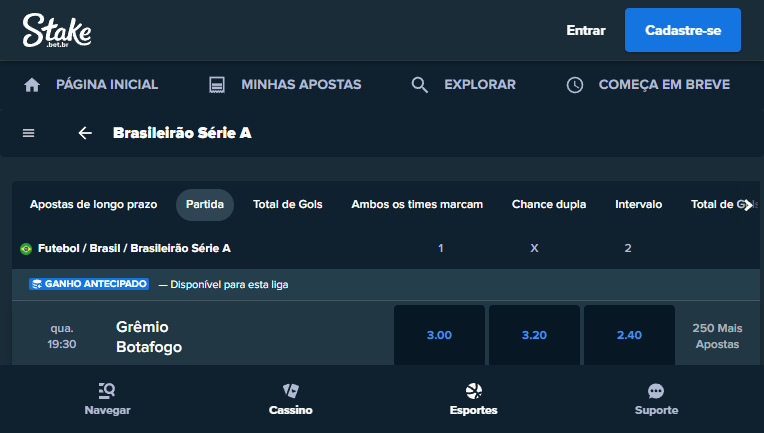 Stake
.bet.br
Entrar
Cadastre-se
PÁGINA INICIAL
MINHAS APOSTAS
EXPLORAR
COMEÇA EM BREVE
Brasileirão Série A
Apostas de longo prazo
Partida
Total de Gols
Ambos os times marcam
Chance dupla
Intervalo
Total de
Futebol / Brasil / Brasileirão Série A
1
X
2
GANHO ANTECIPADO
— Disponível para esta liga
qua.
19:30
Grêmio
Botafogo
3.00
3.20
2.40
250 Mais
Apostas
Navegar
Cassino
Esportes
Suporte